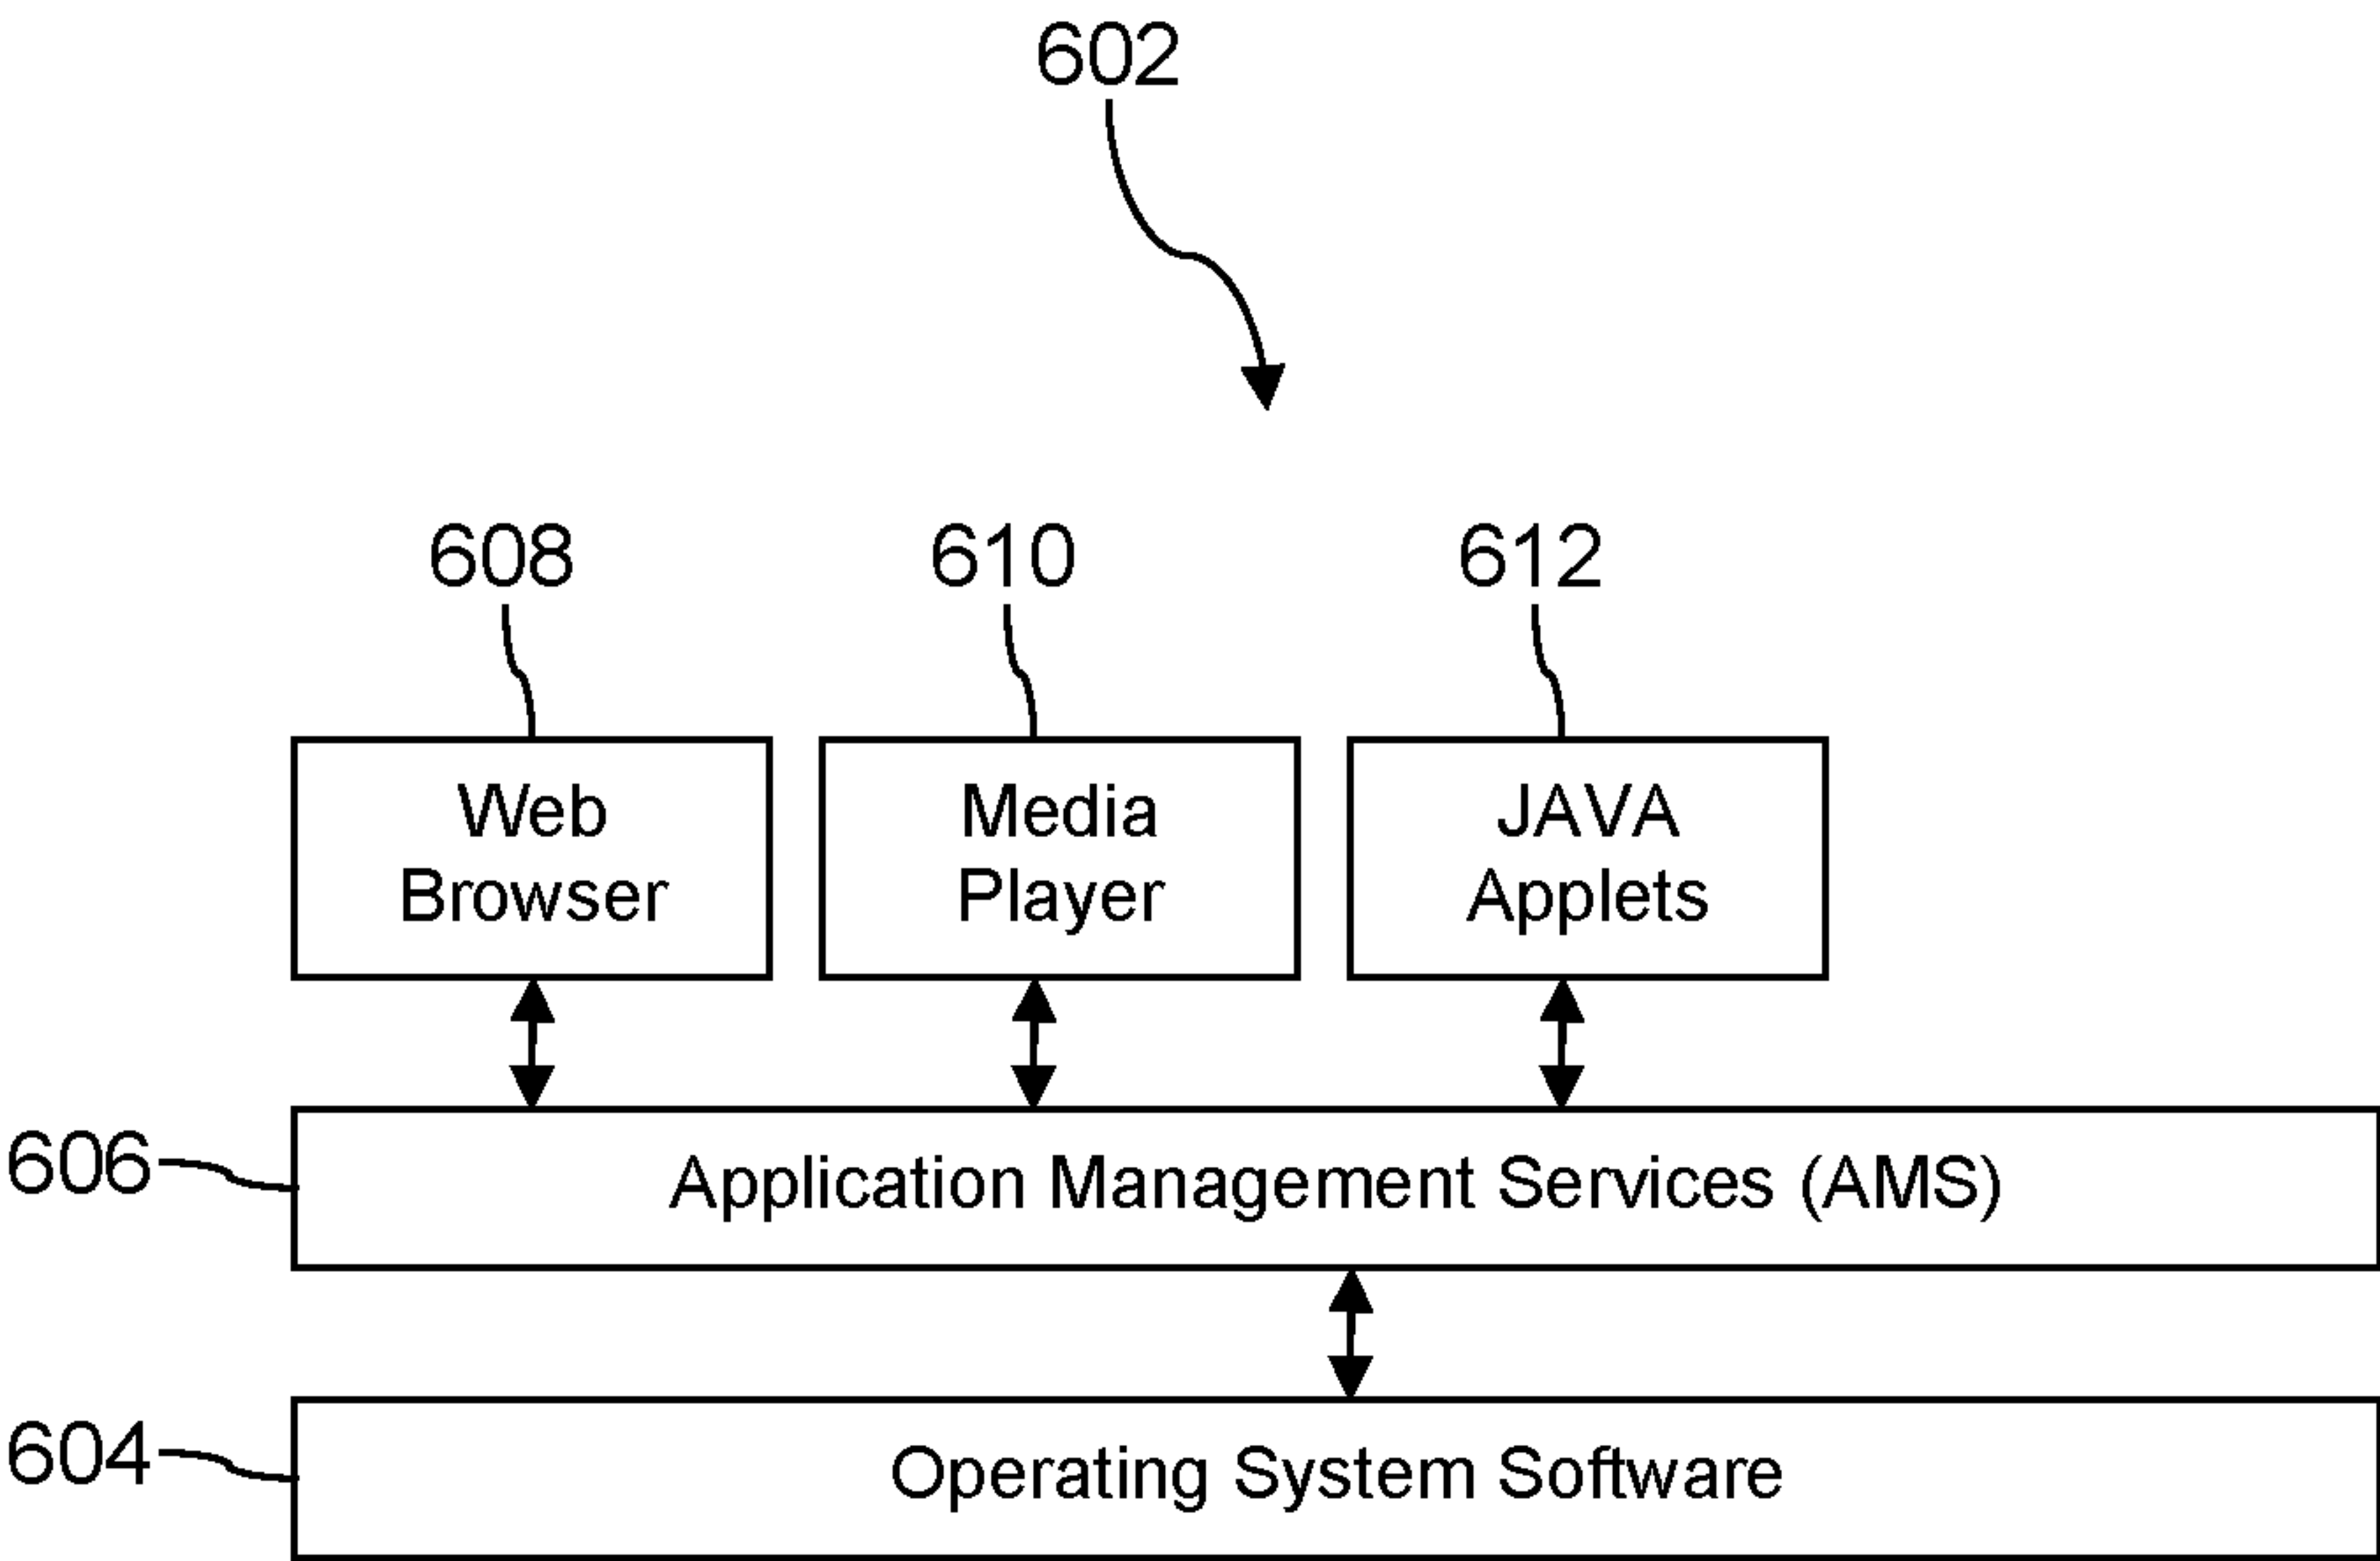 602
608
610
612
Web
Browser
Media
Player
JAVA
Applets
606
Application Management Services (AMS)
604
Operating System Software